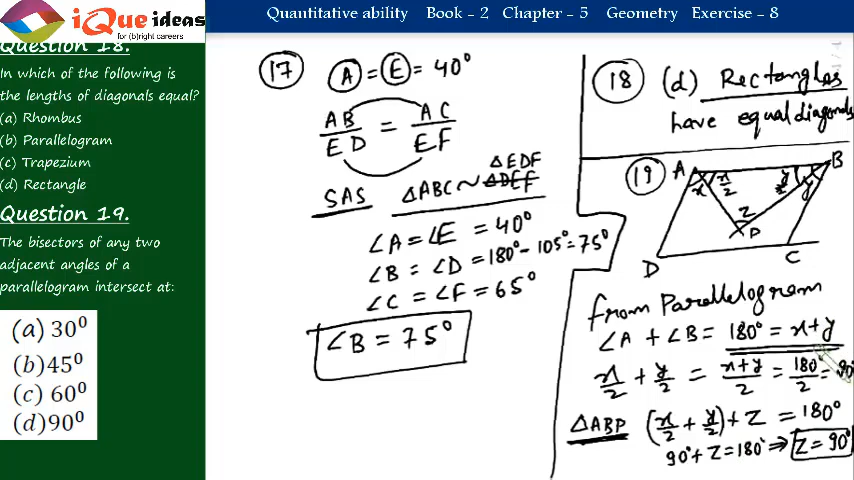 iQue ideas
for (b)right careers
Quantitative ability Book - 2 Chapter - 5 Geometry Exercise - 8
Question 18.
In which of the following is
the lengths of diagonals equal?
(a) Rhombus
(b) Parallelogram
(c) Trapezium
(d) Rectangle
Question 19.
The bisectors of any two
adjacent angles of a
parallelogram intersect at:
(a) 30⁰
(b) 45⁰
(c) 60⁰
(d) 90⁰
17 A = E = 40°
AB/ED = AC/EF
SAS ΔABC ~ ΔDEF ΔEDF
∠A = ∠E = 40°
∠B = ∠D = 180° - 105° = 75°
∠C = ∠F = 65°
∠B = 75°
18 (d) Rectangles
have equal diagonals
19 A B
x x/2 y/2 y
z
P
D C
from Parallelogram
∠A + ∠B = 180° = x+y
x/2 + y/2 = x+y/2 = 180°/2 = 90°
ΔABP (x/2 + y/2) + Z = 180°
90° + Z = 180° ⇒ Z = 90°